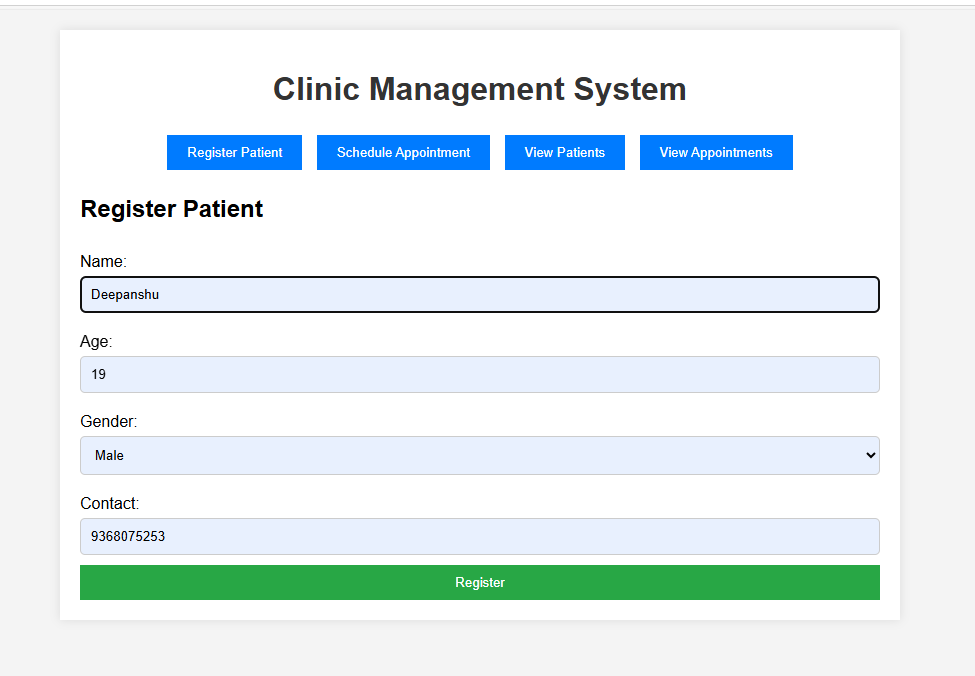 Clinic Management System
Register Patient Schedule Appointment View Patients View Appointments
Register Patient
Name:
Deepanshu
Age:
19
Gender:
Male
Contact:
9368075253
Register